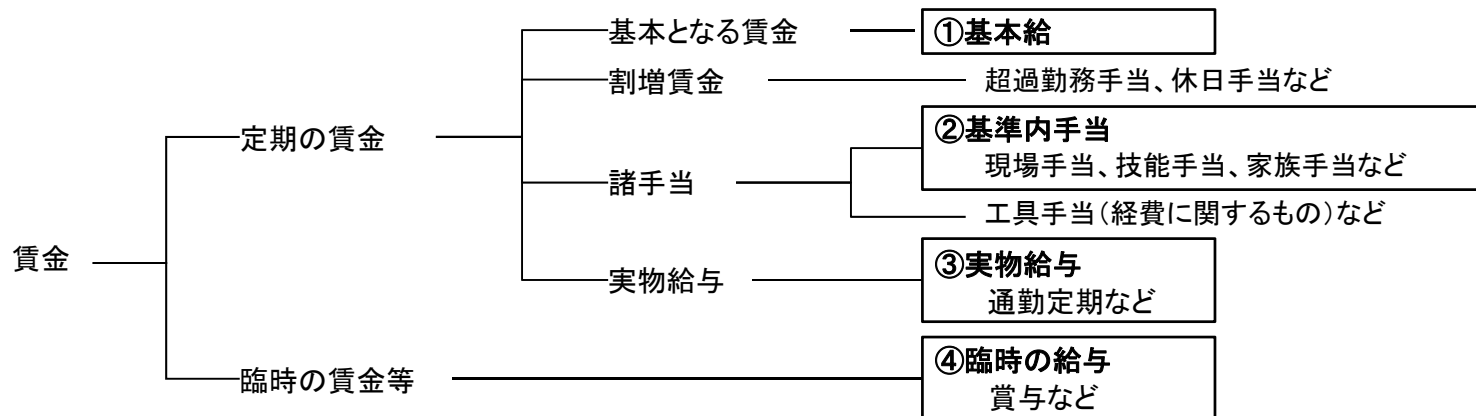 基本となる賃金
①基本給
割増賃金
超過勤務手当、休日手当など
定期の賃金
②基準内手当
現場手当、技能手当、家族手当など
諸手当
工具手当(経費に関するもの)など
賃金
実物給与
③実物給与
通勤定期など
臨時の賃金等
④臨時の給与
賞与など